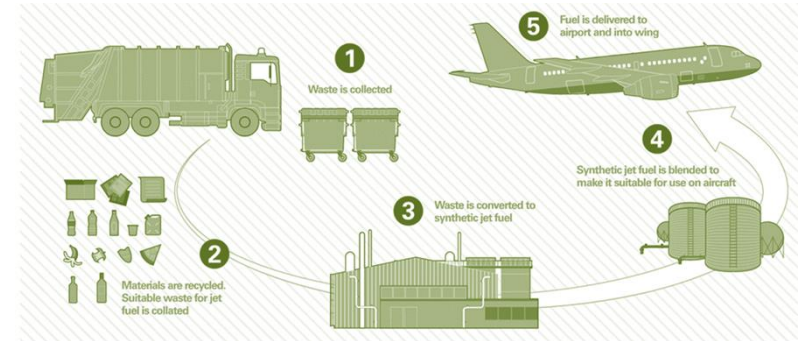 1
Waste is collected
2
Materials are recycled.
Suitable waste for jet
fuel is collated
3
Waste is converted to
synthetic jet fuel
4
Synthetic jet fuel is blended to
make it suitable for use on aircraft
5
Fuel is delivered to
airport and into wing